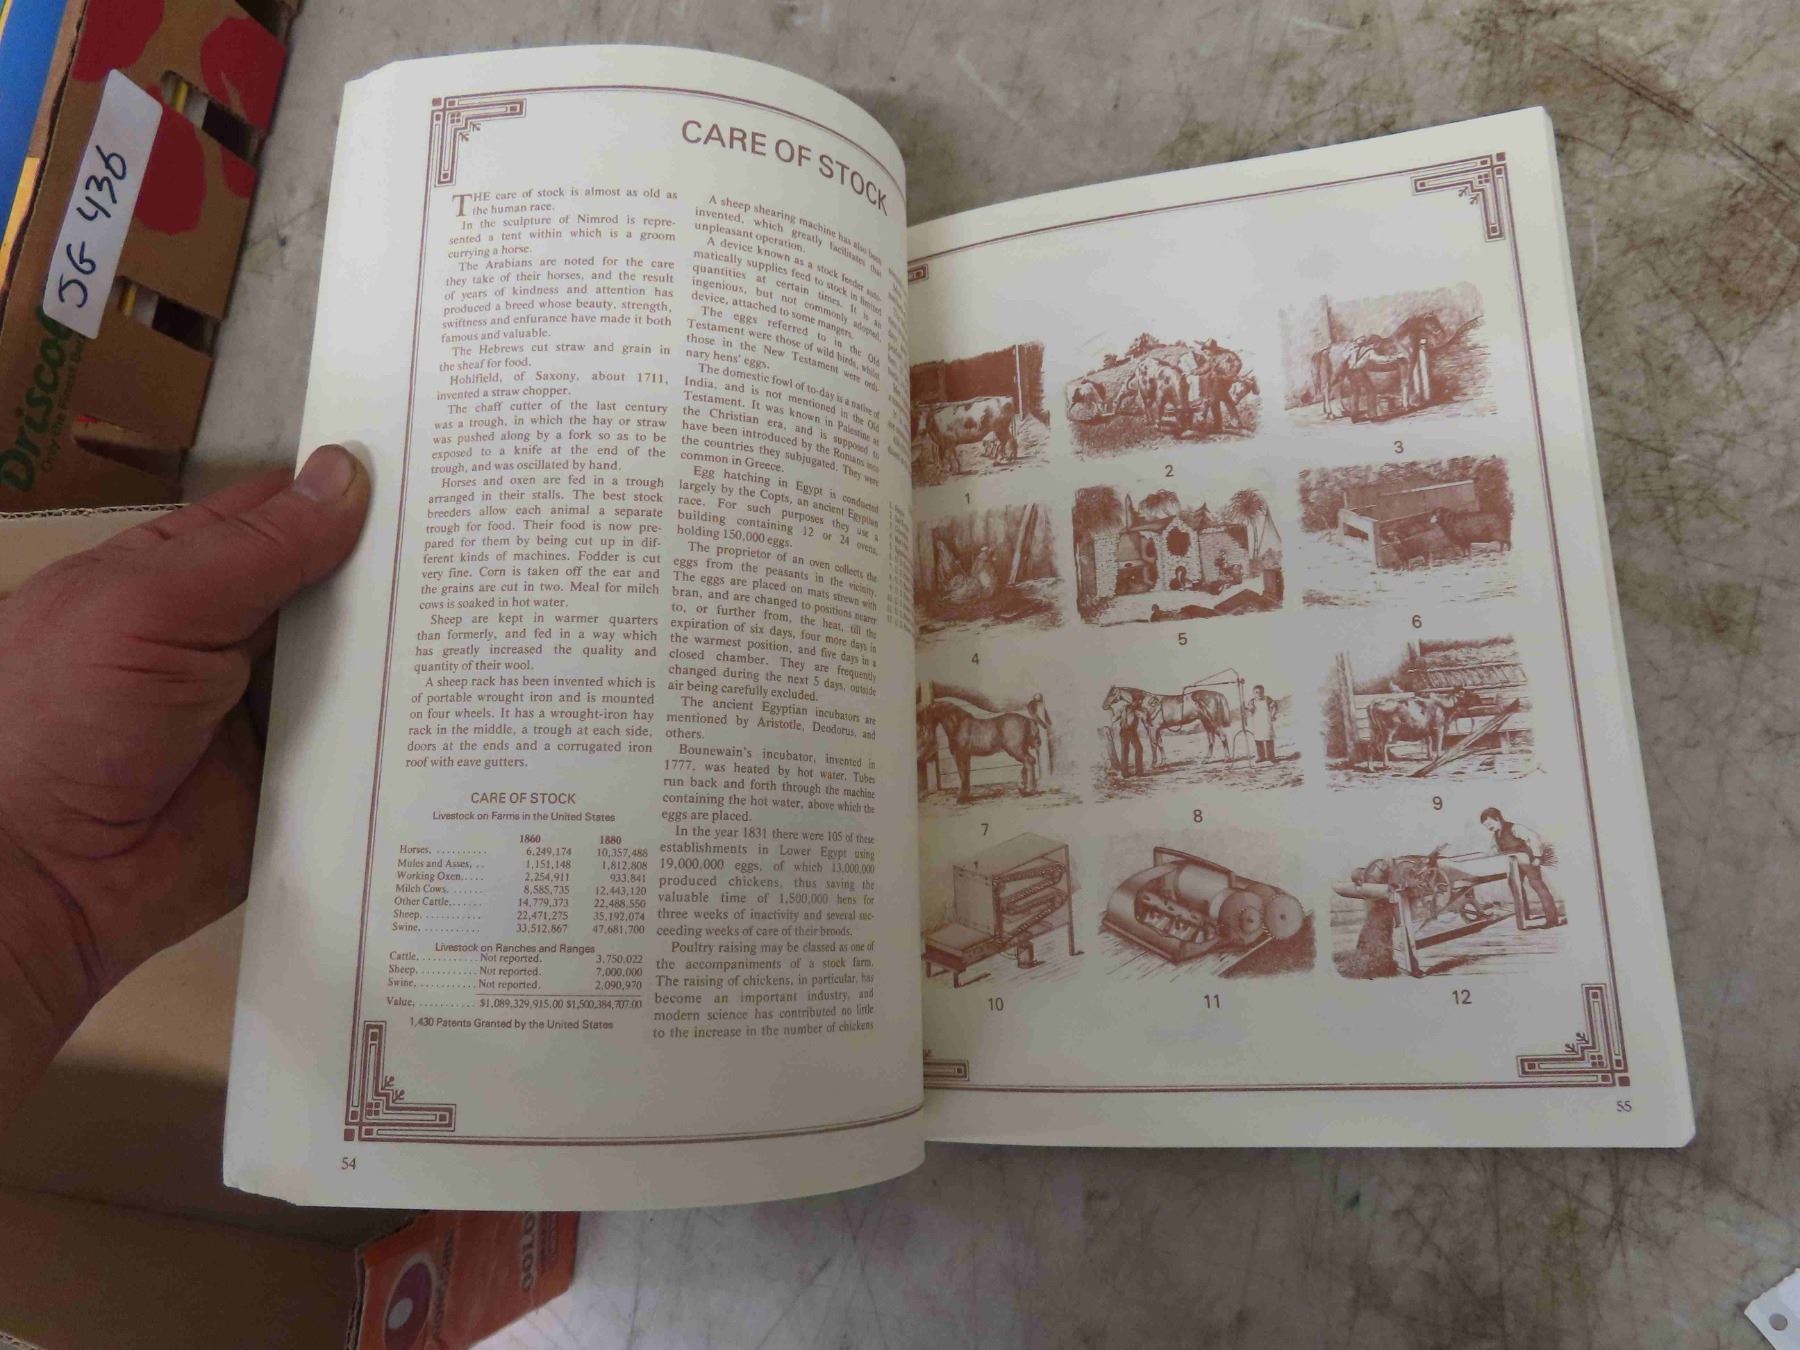 JG 436
Driscoll
Only the Finest Berries
CARE OF STOCK
THE care of stock is almost as old as
the human race.
In the sculpture of Nimrod is repre-
sented a tent within which is a groom
currying a horse.
The Arabians are noted for the care
they take of their horses, and the result
of years of kindness and attention has
produced a breed whose beauty, strength,
swiftness and enfurance have made it both
famous and valuable.
The Hebrews cut straw and grain in
the sheaf for food.
Hohlfield, of Saxony, about 1711,
invented a straw chopper.
The chaff cutter of the last century
was a trough, in which the hay or straw
was pushed along by a fork so as to be
exposed to a knife at the end of the
trough, and was oscillated by hand.
Horses and oxen are fed in a trough
arranged in their stalls. The best stock
breeders allow each animal a separate
trough for food. Their food is now pre-
pared for them by being cut up in dif-
ferent kinds of machines. Fodder is cut
very fine. Corn is taken off the ear and
the grains are cut in two. Meal for milch
cows is soaked in hot water.
Sheep are kept in warmer quarters
than formerly, and fed in a way which
has greatly increased the quality and
quantity of their wool.
A sheep rack has been invented which is
of portable wrought iron and is mounted
on four wheels. It has a wrought-iron hay
rack in the middle, a trough at each side,
doors at the ends and a corrugated iron
roof with eave gutters.
CARE OF STOCK
Livestock on Farms in the United States
1860 1880
Horses, . . . . . . . . . . 6,249,174 10,357,488
Mules and Asses, . . 1,151,148 1,812,808
Working Oxen. . . . . 2,254,911 933,841
Milch Cows. . . . . . . 8,585,735 12,443,120
Other Cattle. . . . . . . 14,779,373 22,488,550
Sheep. . . . . . . . . . . . 22,471,275 35,192,074
Swine. . . . . . . . . . . . 33,512,867 47,681,700
Livestock on Ranches and Ranges
Cattle. . . . . . . . . . . . Not reported. 3,750,022
Sheep. . . . . . . . . . . . Not reported. 7,000,000
Swine. . . . . . . . . . . . Not reported. 2,090,970
Value, . . . . . . . . . . . $1,089,329,915.00 $1,500,384,707.00
1,430 Patents Granted by the United States
A sheep shearing machine has also been
invented, which greatly facilitates that
unpleasant operation.
A device known as a stock feeder auto-
matically supplies feed to stock in limited
quantities at certain times. It is an
ingenious, but not commonly adopted,
device, attached to some mangers.
The eggs referred to in the Old
Testament were those of wild birds, whilst
those in the New Testament were ordi-
nary hens' eggs.
The domestic fowl of to-day is a native of
India, and is not mentioned in the Old
Testament. It was known in Palestine at
the Christian era, and is supposed to
have been introduced by the Romans into
the countries they subjugated. They were
common in Greece.
Egg hatching in Egypt is conducted
largely by the Copts, an ancient Egyptian
race. For such purposes they use a
building containing 12 or 24 ovens,
holding 150,000 eggs.
The proprietor of an oven collects the
eggs from the peasants in the vicinity.
The eggs are placed on mats strewn with
bran, and are changed to positions nearer
to, or further from, the heat, till the
expiration of six days, four more days in
the warmest position, and five days in a
closed chamber. They are frequently
changed during the next 5 days, outside
air being carefully excluded.
The ancient Egyptian incubators are
mentioned by Aristotle, Deodorus, and
others.
Bounewain's incubator, invented in
1777, was heated by hot water. Tubes
run back and forth through the machine
containing the hot water, above which the
eggs are placed.
In the year 1831 there were 105 of these
establishments in Lower Egypt using
19,000,000 eggs, of which 13,000,000
produced chickens, thus saving the
valuable time of 1,500,000 hens for
three weeks of inactivity and several suc-
ceeding weeks of care of their broods.
Poultry raising may be classed as one of
the accompaniments of a stock farm.
The raising of chickens, in particular, has
become an important industry, and
modern science has contributed no little
to the increase in the number of chickens
54
1
2
3
4
5
6
7
8
9
10
11
12
55